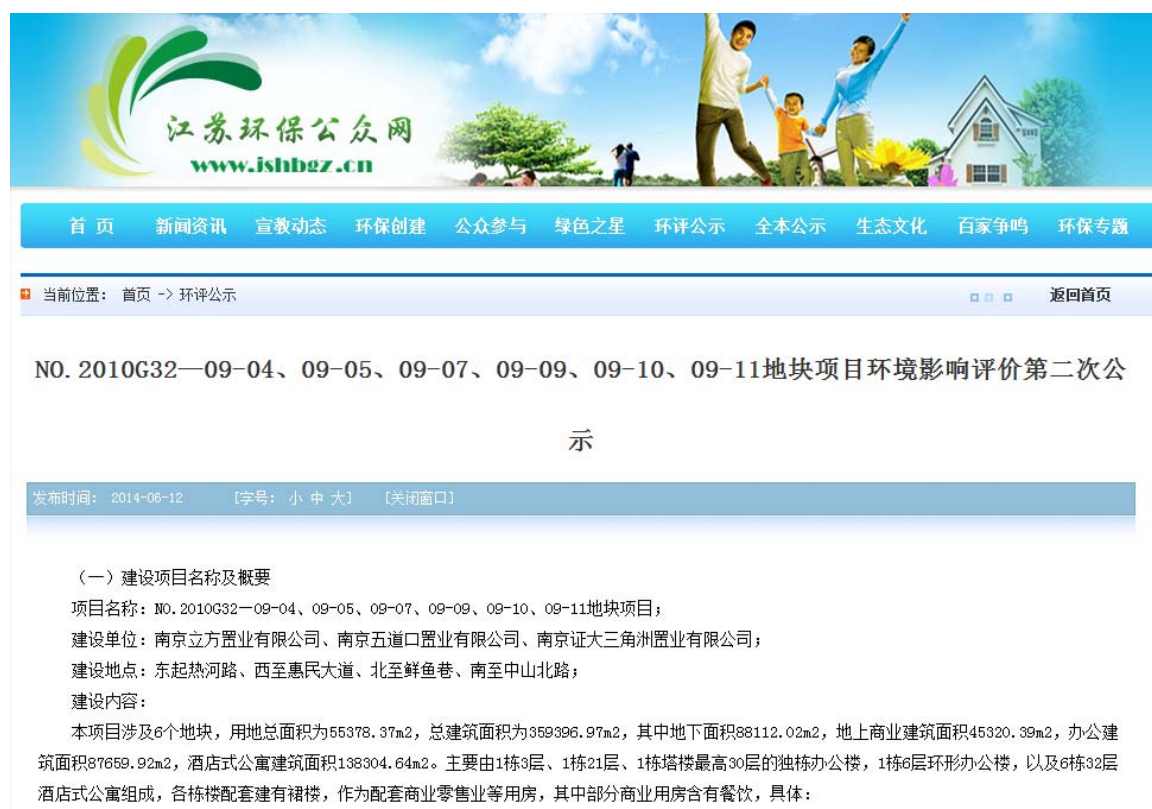 江苏环保公众网
www.jshbgz.cn
首 页 新闻资讯 宣教动态 环保创建 公众参与 绿色之星 环评公示 全本公示 生态文化 百家争鸣 环保专题
当前位置： 首页 -> 环评公示 返回首页
NO.2010G32—09-04、09-05、09-07、09-09、09-10、09-11地块项目环境影响评价第二次公
示
发布时间： 2014-06-12 [字号： 小 中 大] [关闭窗口]
（一）建设项目名称及概要
项目名称：NO.2010G32—09-04、09-05、09-07、09-09、09-10、09-11地块项目；
建设单位：南京立方置业有限公司、南京五道口置业有限公司、南京证大三角洲置业有限公司；
建设地点：东起热河路、西至惠民大道、北至鲜鱼巷、南至中山北路；
建设内容：
本项目涉及6个地块，用地总面积为55378.37m2，总建筑面积为359396.97m2，其中地下面积88112.02m2，地上商业建筑面积45320.39m2，办公建
筑面积87659.92m2，酒店式公寓建筑面积138304.64m2。主要由1栋3层、1栋21层、1栋塔楼最高30层的独栋办公楼，1栋6层环形办公楼，以及6栋32层
酒店式公寓组成，各栋楼配套建有裙楼，作为配套商业零售业等用房，其中部分商业用房含有餐饮，具体：